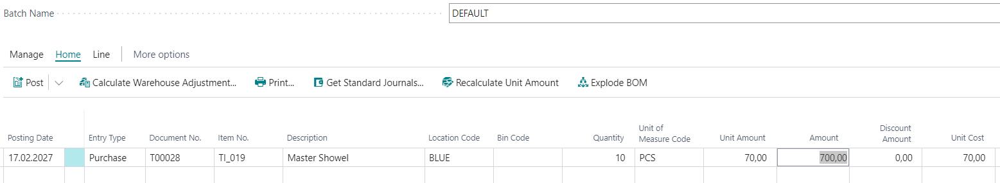 Batch Name DEFAULT
Manage Home Line More options
Post Calculate Warehouse Adjustment... Print... Get Standard Journals... Recalculate Unit Amount Explode BOM
Unit of Discount
Posting Date Entry Type Document No. Item No. Description Location Code Bin Code Quantity Measure Code Unit Amount Amount Amount Unit Cost
17.02.2027 Purchase T00028 TI_019 Master Showel BLUE 10 PCS 70,00 700,00 0,00 70,00